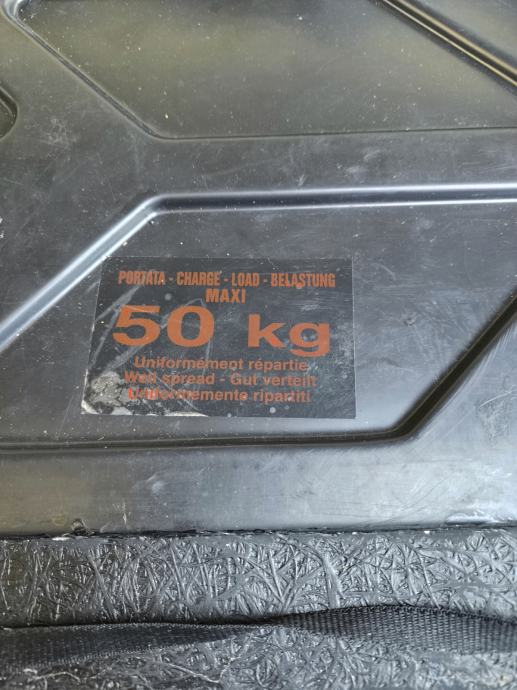 PORTATA - CHARGE - LOAD - BELASTUNG
MAXI
50 kg
Uniformément répartie
Well spread - Gut verteilt
Uniformemente ripartiti